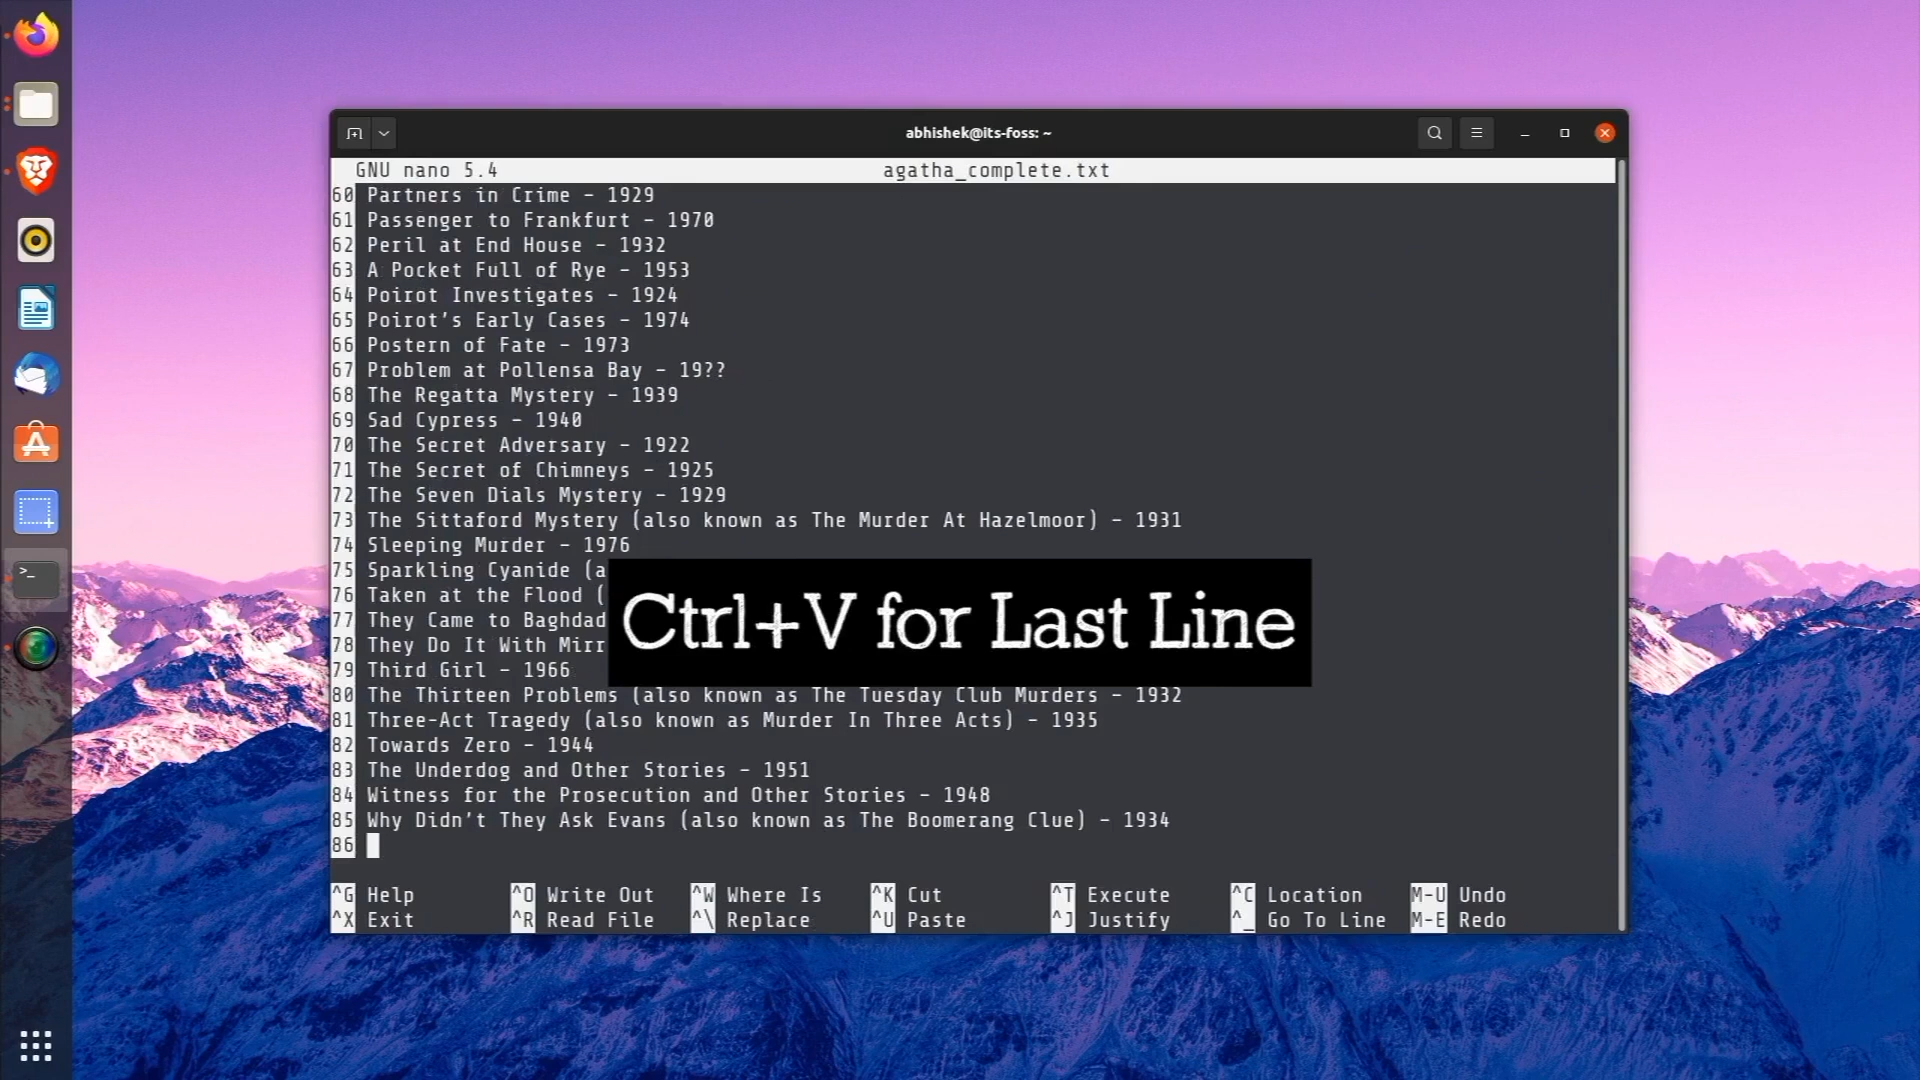 abhishek@its-foss: ~
GNU nano 5.4 agatha_complete.txt
60 Partners in Crime – 1929
61 Passenger to Frankfurt – 1970
62 Peril at End House – 1932
63 A Pocket Full of Rye – 1953
64 Poirot Investigates – 1924
65 Poirot’s Early Cases – 1974
66 Postern of Fate – 1973
67 Problem at Pollensa Bay – 19??
68 The Regatta Mystery – 1939
69 Sad Cypress – 1940
70 The Secret Adversary – 1922
71 The Secret of Chimneys – 1925
72 The Seven Dials Mystery – 1929
73 The Sittaford Mystery (also known as The Murder At Hazelmoor) – 1931
74 Sleeping Murder – 1976
75 Sparkling Cyanide (a
76 Taken at the Flood (
77 They Came to Baghdad
78 They Do It With Mirr
79 Third Girl – 1966
Ctrl+V for Last Line
80 The Thirteen Problems (also known as The Tuesday Club Murders – 1932
81 Three-Act Tragedy (also known as Murder In Three Acts) – 1935
82 Towards Zero – 1944
83 The Underdog and Other Stories – 1951
84 Witness for the Prosecution and Other Stories – 1948
85 Why Didn’t They Ask Evans (also known as The Boomerang Clue) – 1934
86
^G Help ^O Write Out ^W Where Is ^K Cut ^T Execute ^C Location M-U Undo
^X Exit ^R Read File ^\ Replace ^U Paste ^J Justify ^_ Go To Line M-E Redo